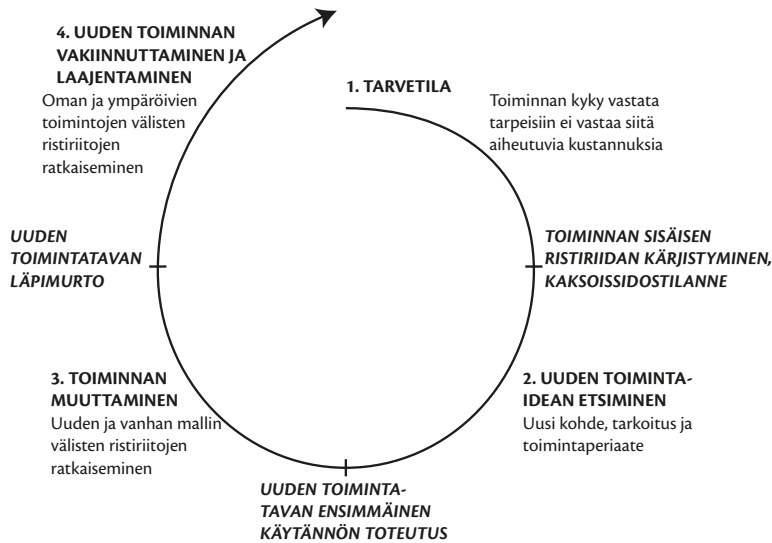 1. TARVETILA
Toiminnan kyky vastata
tarpeisiin ei vastaa siitä
aiheutuvia kustannuksia
TOIMINNAN SISÄISEN
RISTIRIIDAN KÄRJISTYMINEN,
KAKSOISSIDOSTILANNE
2. UUDEN TOIMINTA-
IDEAN ETSIMINEN
Uusi kohde, tarkoitus ja
toimintaperiaate
UUDEN TOIMINTA-
TAVAN ENSIMMÄINEN
KÄYTÄNNÖN TOTEUTUS
3. TOIMINNAN
MUUTTAMINEN
Uuden ja vanhan mallin
välisten ristiriitojen
ratkaiseminen
UUDEN
TOIMINTATAVAN
LÄPIMURTO
4. UUDEN TOIMINNAN
VAKIINNUTTAMINEN JA
LAAJENTAMINEN
Oman ja ympäröivien
toimintojen välisten
ristiriitojen
ratkaiseminen